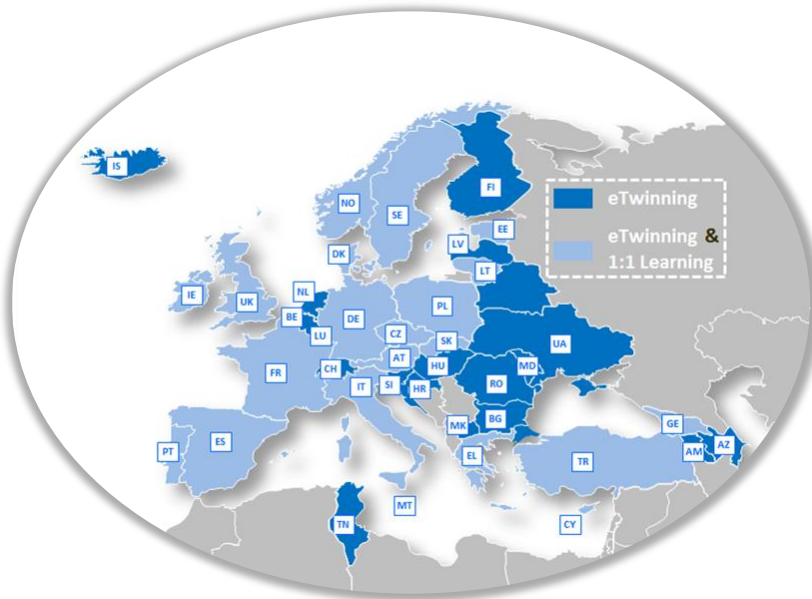 IS
FI
NO
SE
eTwinning
EE
LV
eTwinning &
1:1 Learning
DK
LT
NL
IE
UK
BE
DE
PL
LU
CZ
SK
UA
AT
CH
FR
HU
MD
IT
SI
HR
RO
MK
BG
GE
ES
PT
EL
TR
AM
AZ
MT
TN
CY